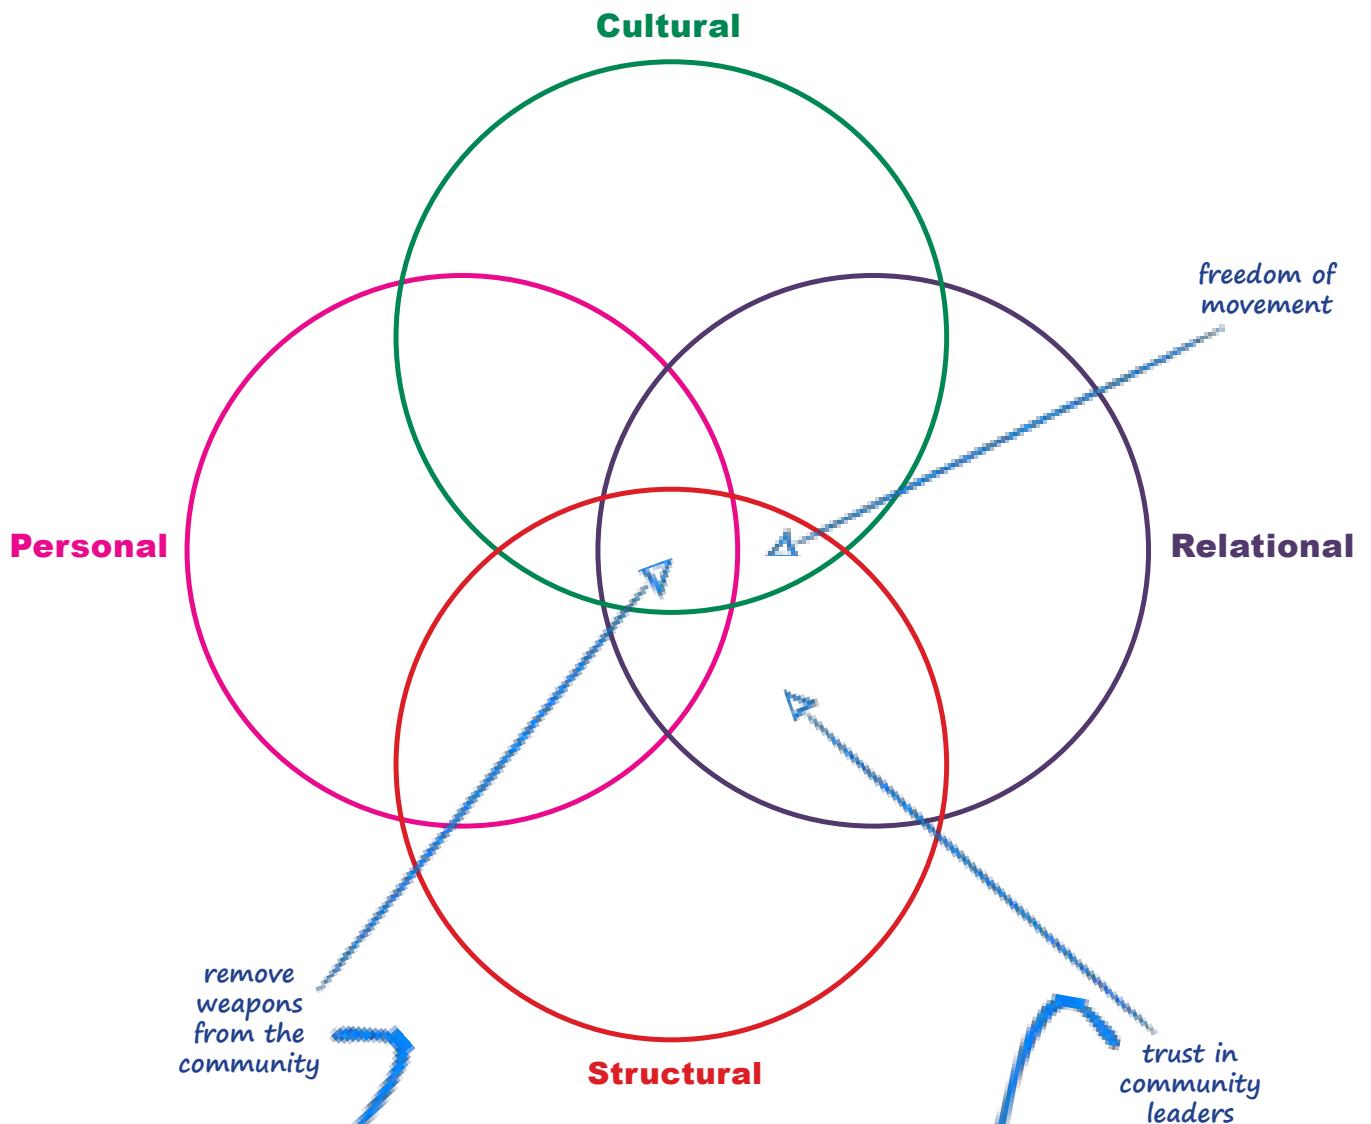 Cultural
freedom of
movement
Personal
Relational
remove
weapons
from the
community
Structural
trust in
community
leaders